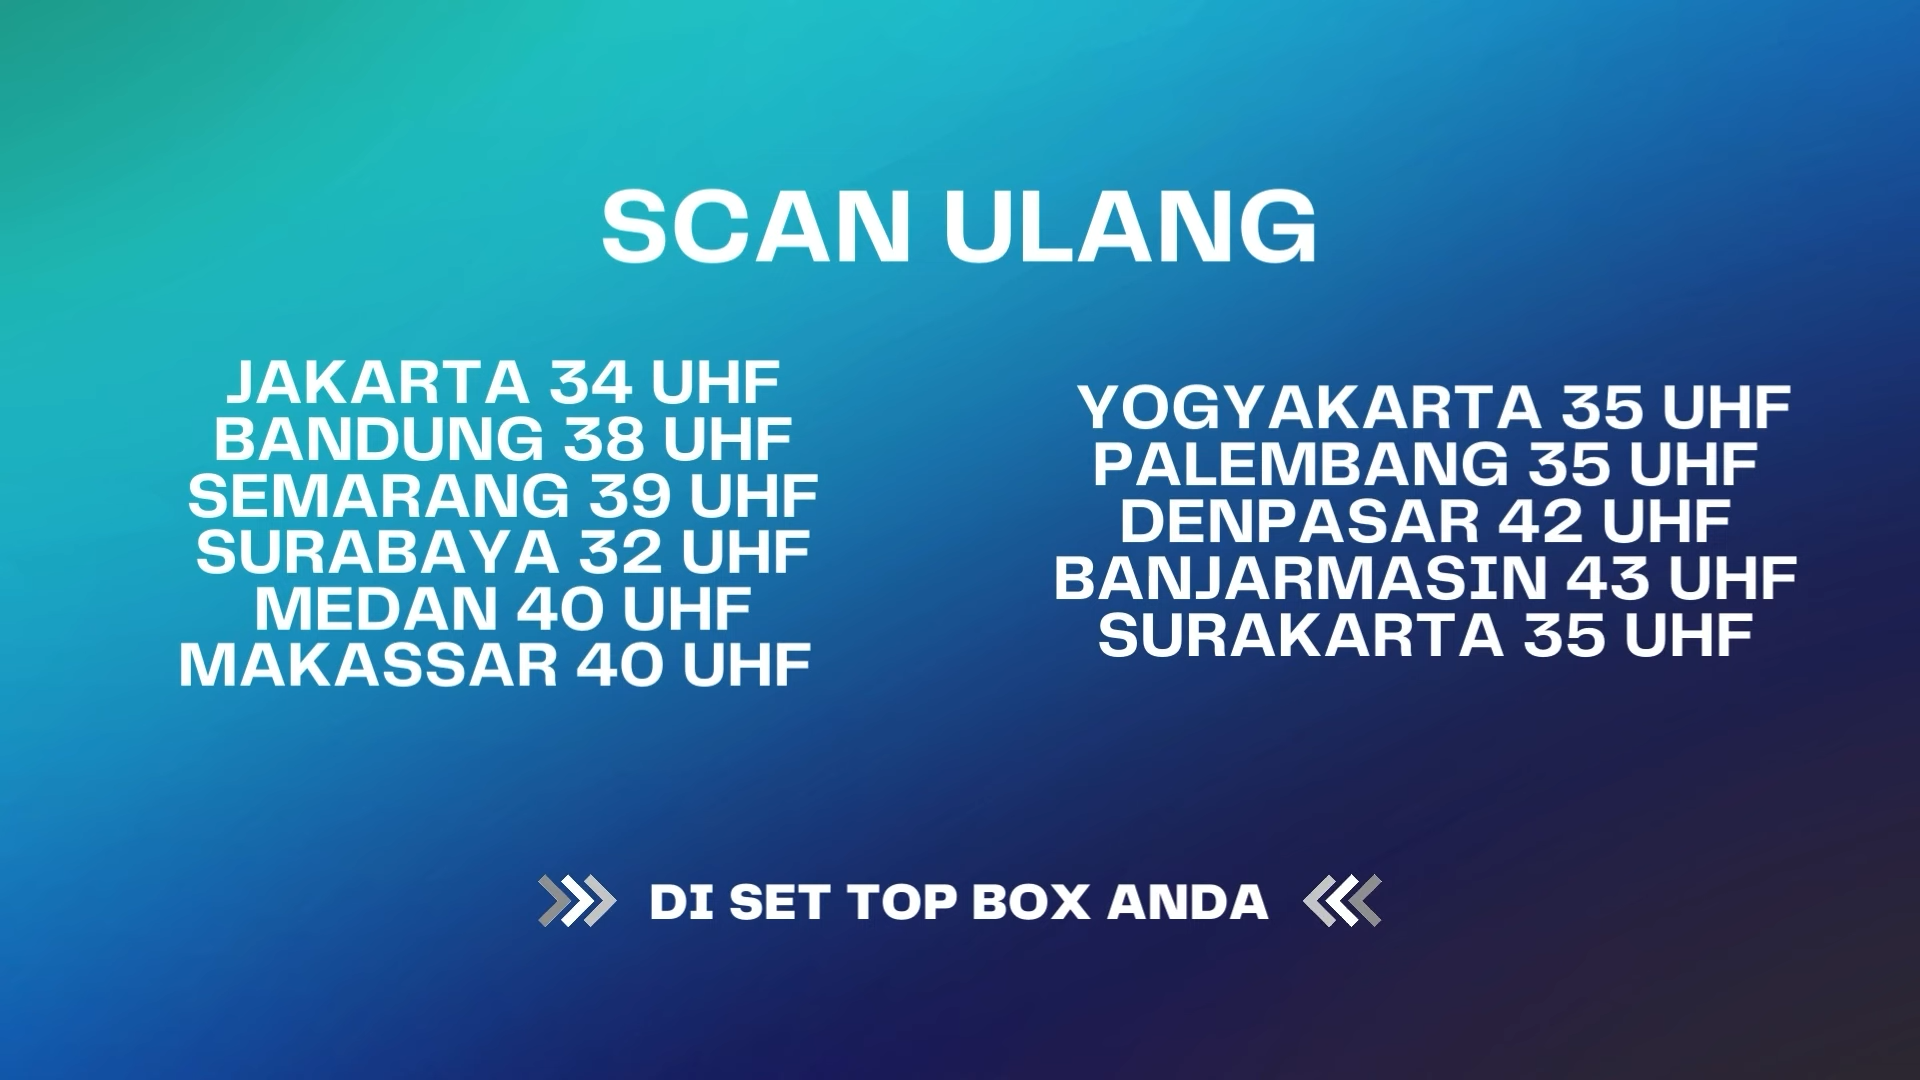 SCAN ULANG
JAKARTA 34 UHF
BANDUNG 38 UHF
SEMARANG 39 UHF
SURABAYA 32 UHF
MEDAN 40 UHF
MAKASSAR 40 UHF
YOGYAKARTA 35 UHF
PALEMBANG 35 UHF
DENPASAR 42 UHF
BANJARMASIN 43 UHF
SURAKARTA 35 UHF
DI SET TOP BOX ANDA